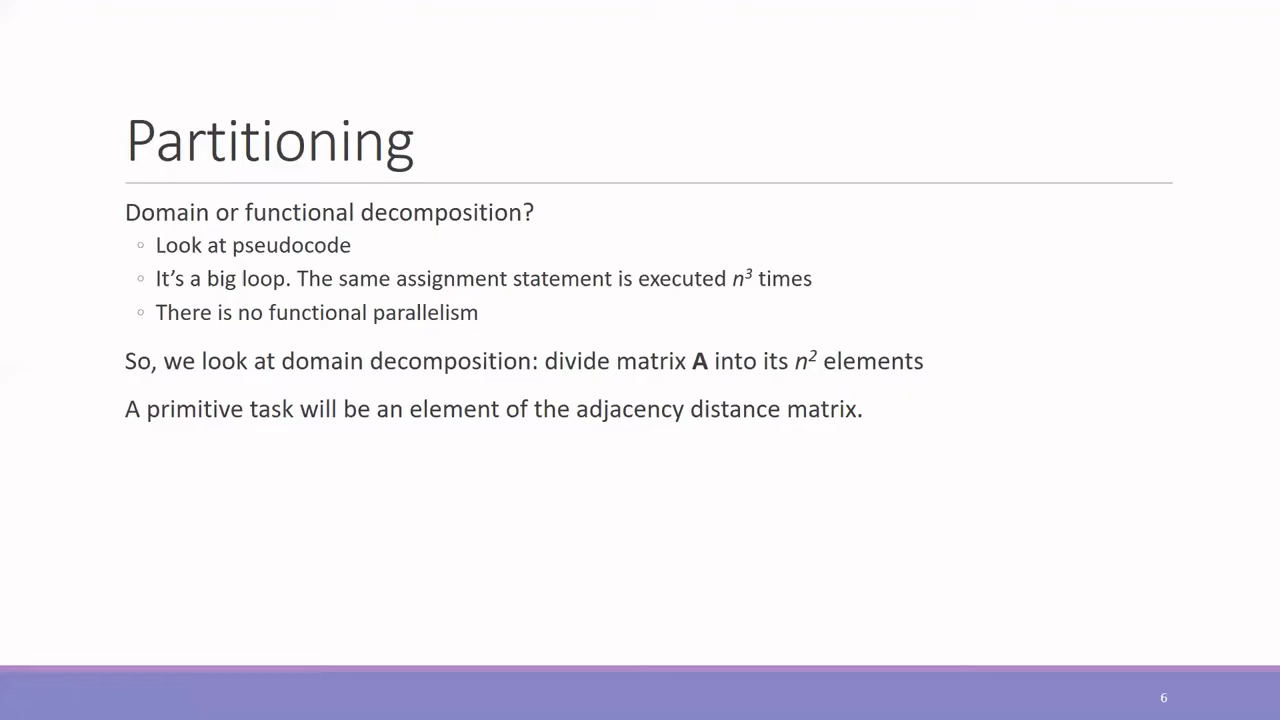 Partitioning
Domain or functional decomposition?
◦ Look at pseudocode
◦ It’s a big loop. The same assignment statement is executed n³ times
◦ There is no functional parallelism
So, we look at domain decomposition: divide matrix A into its n² elements
A primitive task will be an element of the adjacency distance matrix.
6